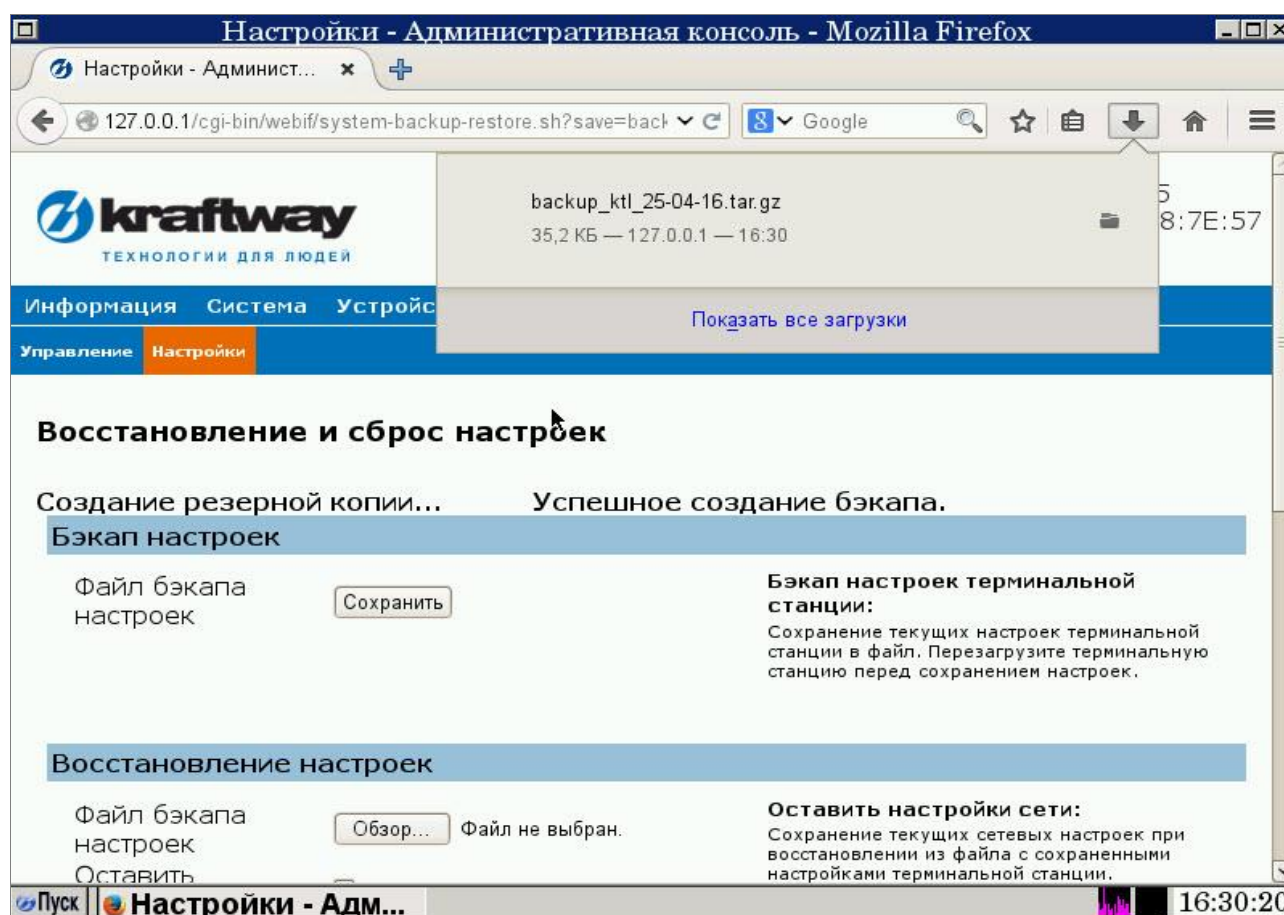 Настройки - Административная консоль - Mozilla Firefox
Настройки - Админист...
127.0.0.1/cgi-bin/webif/system-backup-restore.sh?save=back
Google
kraftway
ТЕХНОЛОГИИ ДЛЯ ЛЮДЕЙ
backup_ktl_25-04-16.tar.gz
35,2 КБ — 127.0.0.1 — 16:30
5
8:7E:57
Показать все загрузки
Информация Система Устройс
Управление Настройки
Восстановление и сброс настроек
Создание резерной копии... Успешное создание бэкапа.
Бэкап настроек
Файл бэкапа
настроек
Сохранить
Бэкап настроек терминальной
станции:
Сохранение текущих настроек терминальной
станции в файл. Перезагрузите терминальную
станцию перед сохранением настроек.
Восстановление настроек
Файл бэкапа
настроек
Обзор... Файл не выбран.
Оставить
Оставить настройки сети:
Сохранение текущих сетевых настроек при
восстановлении из файла с сохраненными
настройками терминальной станции.
Пуск Настройки - Адм... 16:30:20